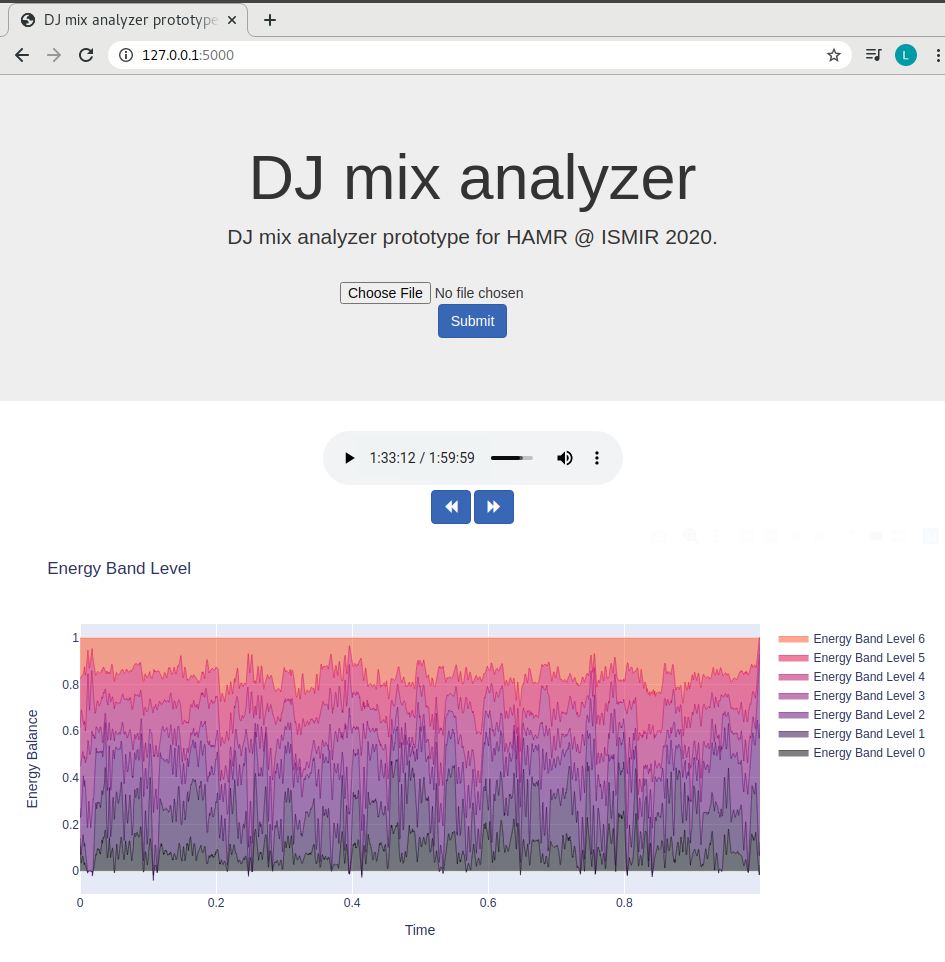 DJ mix analyzer prototype
127.0.0.1:5000
L
DJ mix analyzer
DJ mix analyzer prototype for HAMR @ ISMIR 2020.
Choose File No file chosen
Submit
1:33:12 / 1:59:59
Energy Band Level
Energy Balance
1
0.8
0.6
0.4
0.2
0
0 0.2 0.4 0.6 0.8
Time
Energy Band Level 6
Energy Band Level 5
Energy Band Level 4
Energy Band Level 3
Energy Band Level 2
Energy Band Level 1
Energy Band Level 0